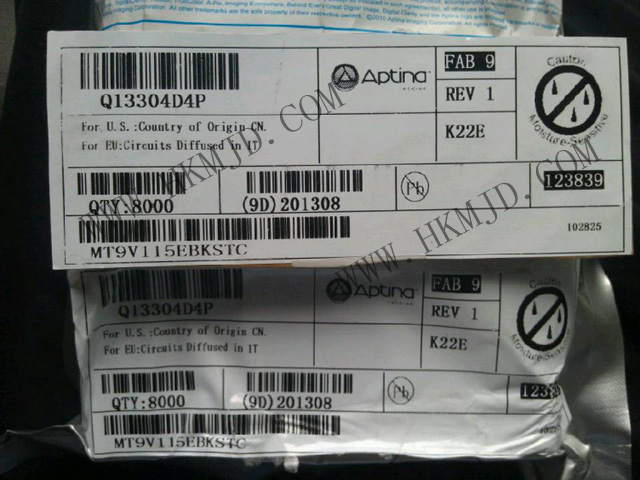 Q13304D4P
Aptina
FAB 9
REV 1
K22E
Caution
Moisture-Sensitive
For U.S.:Country of Origin CN.
For EU:Circuits Diffused in IT
QTY:8000
(9D)201308
Pb
123839
MT9V115EBKSTC
102825
WWW.HKMJD.COM
WWW.HKMJD.COM
Q13304D4P
Aptina
FAB 9
REV 1
K22E
Caution
Moisture-Sensitive
For U.S.:Country of Origin CN.
For EU:Circuits Diffused in IT
QTY:8000
(9D)201308
Pb
123839
MT9V115EBKSTC